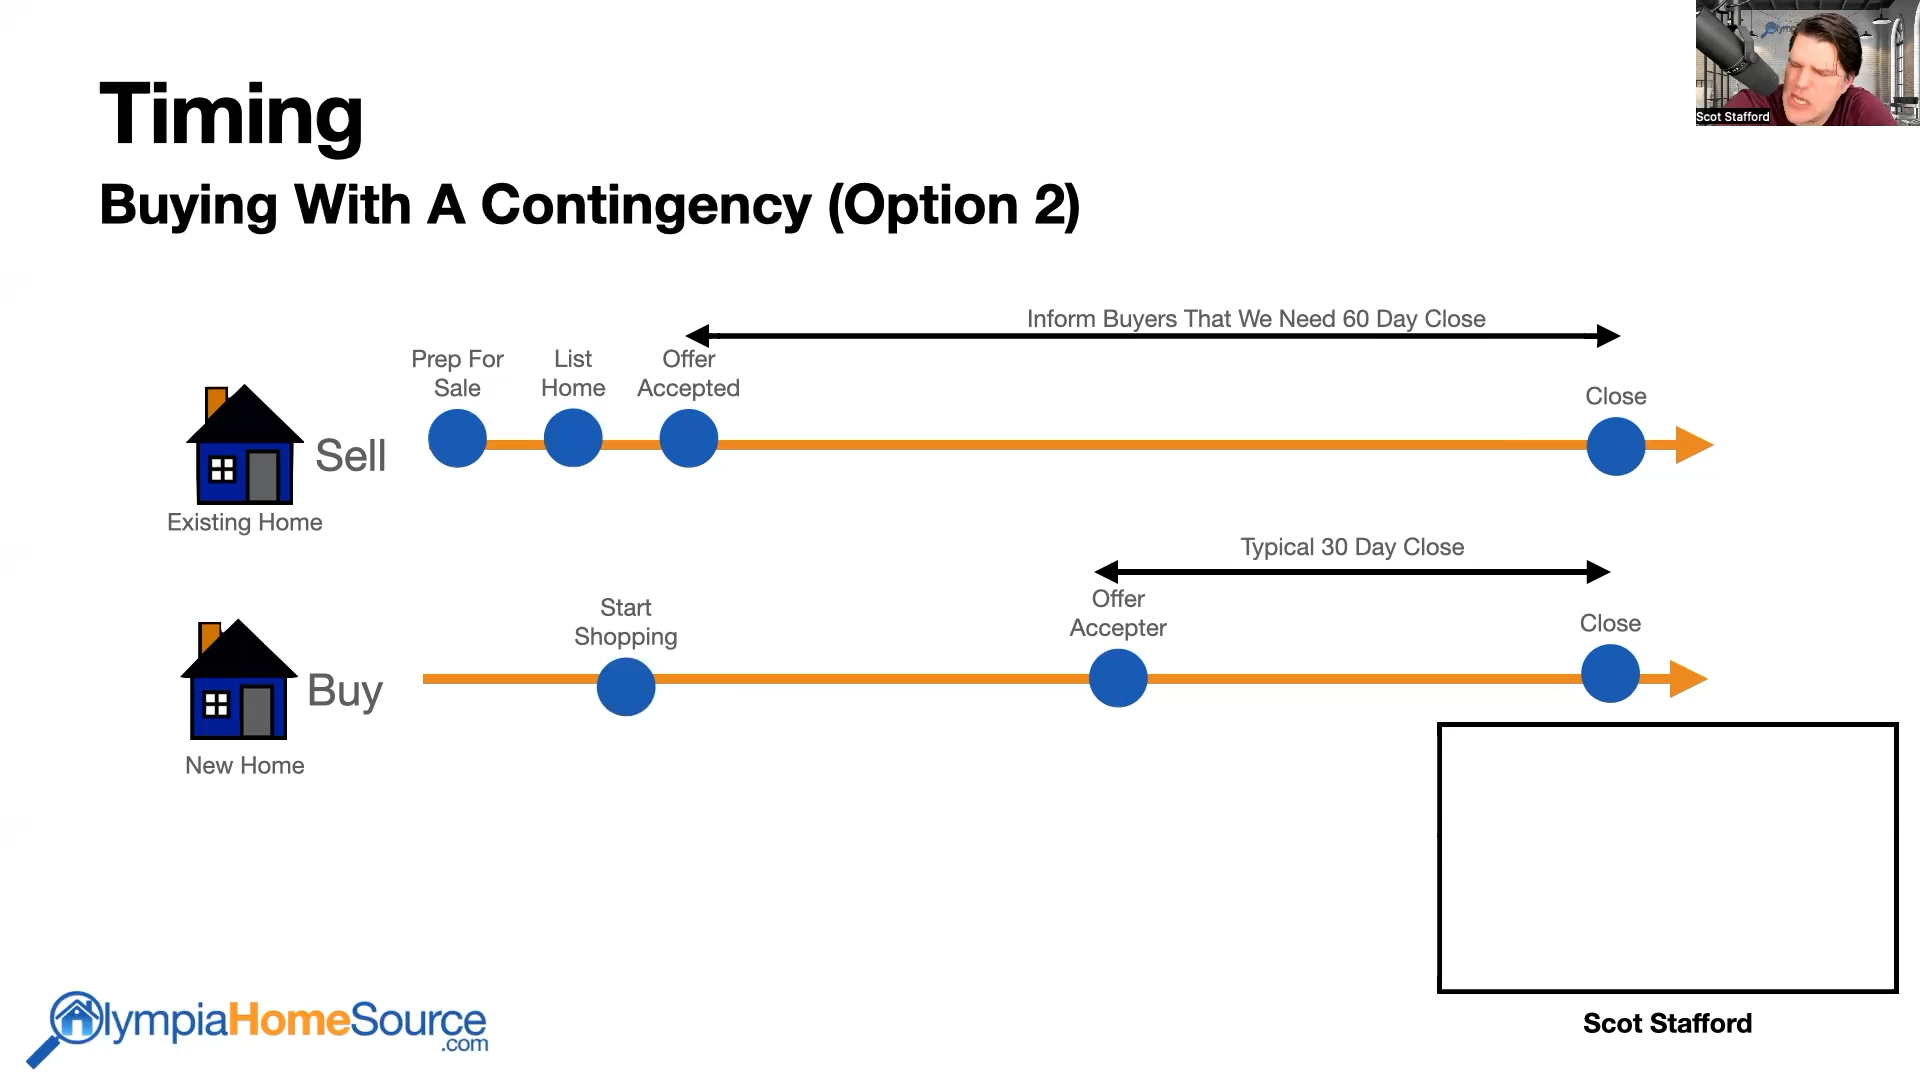 Timing
Buying With A Contingency (Option 2)
Scot Stafford
Inform Buyers That We Need 60 Day Close
Prep For
Sale
List
Home
Offer
Accepted
Close
Sell
Existing Home
Typical 30 Day Close
Start
Shopping
Offer
Accepter
Close
Buy
New Home
OlympiaHomeSource
.com
Scot Stafford